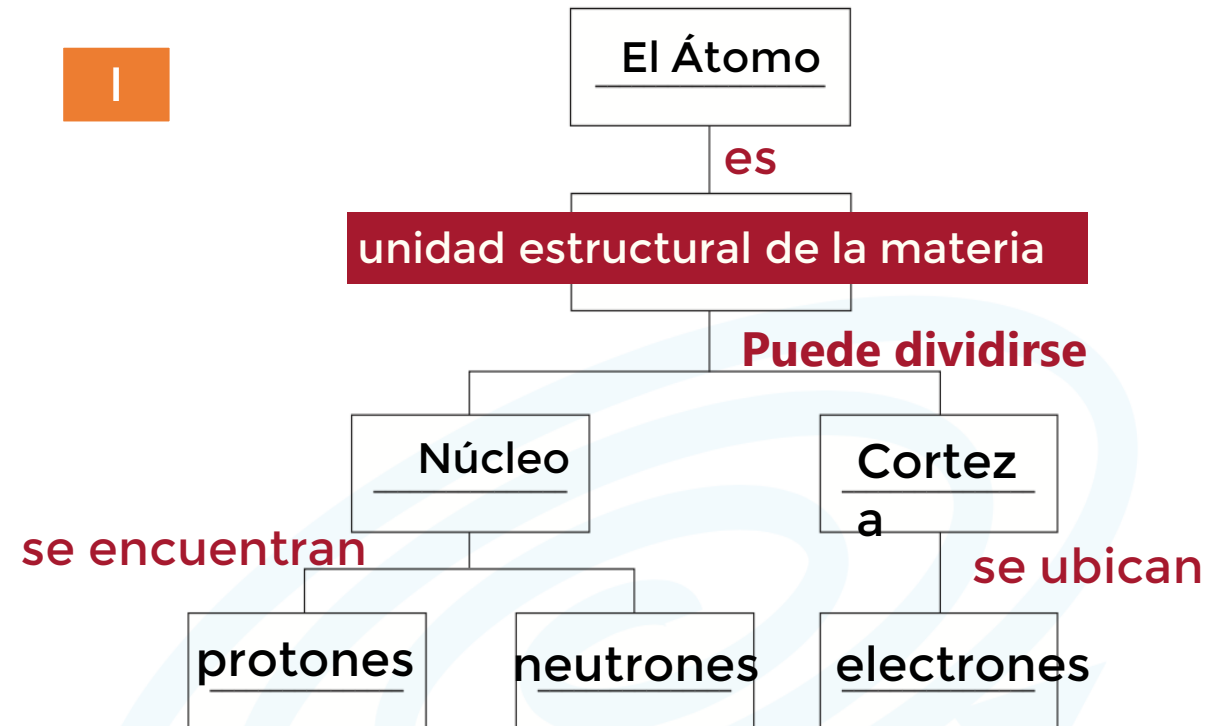 El Átomo
I
es
unidad estructural de la materia
Puede dividirse
Núcleo
Cortez
a
se encuentran
se ubican
protones
neutrones
electrones